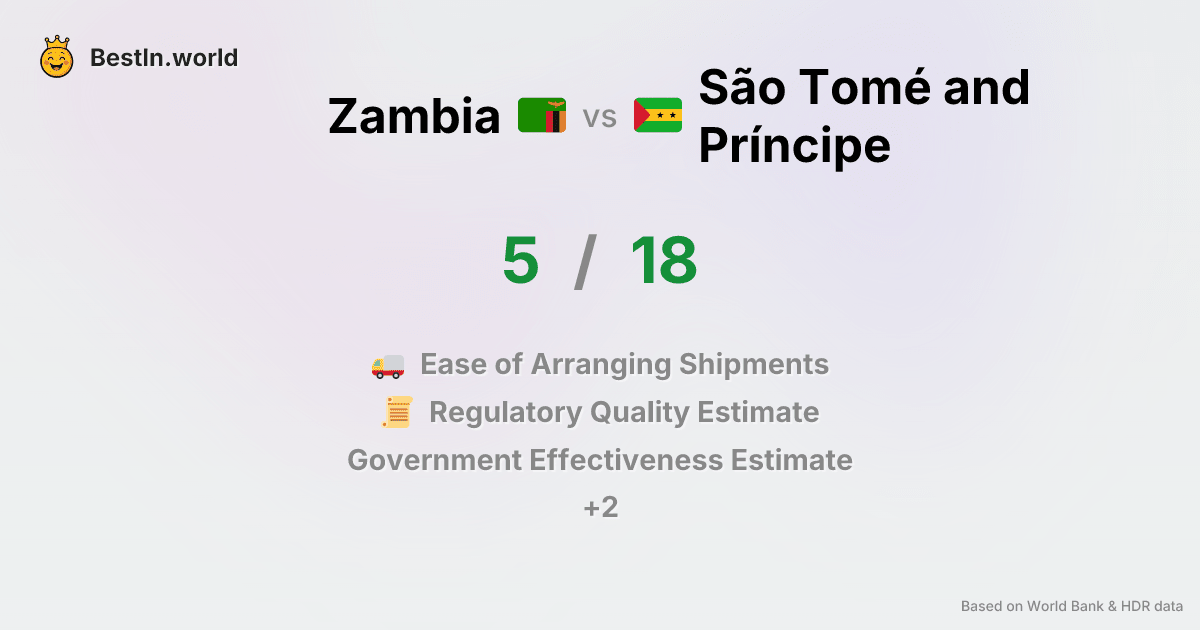 BestIn.world
Zambia vs São Tomé and
Príncipe
5 / 18
Ease of Arranging Shipments
Regulatory Quality Estimate
Government Effectiveness Estimate
+2
Based on World Bank & HDR data